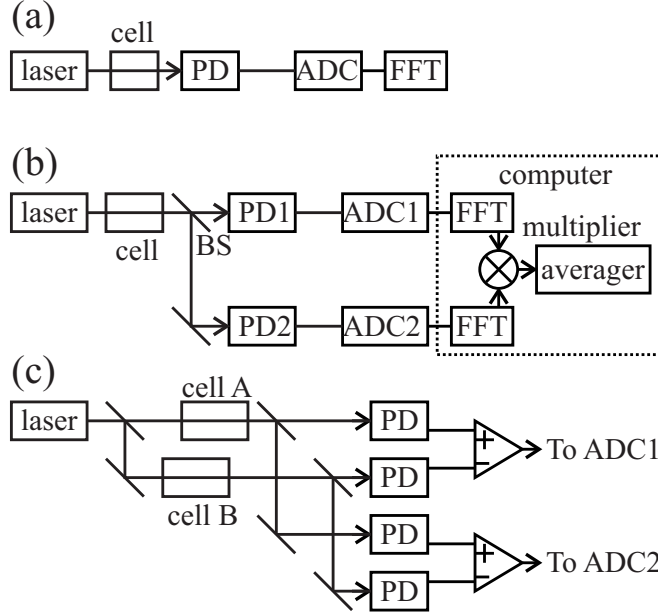 (a)
cell
laser
PD
ADC
FFT
(b)
computer
laser
cell
BS
PD1
ADC1
FFT
multiplier
averager
PD2
ADC2
FFT
(c)
laser
cell A
PD
+
−
To ADC1
cell B
PD
PD
+
−
To ADC2
PD